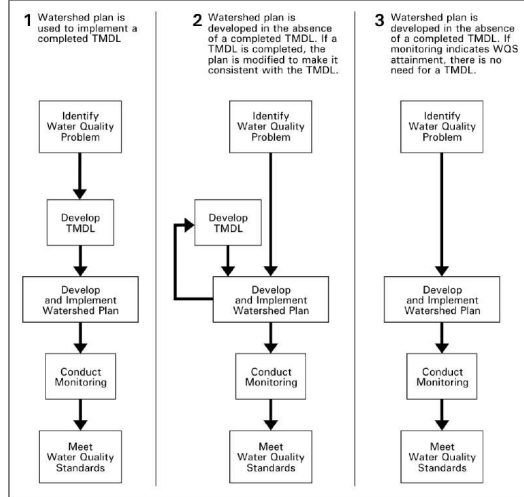 1 Watershed plan is
used to implement a
completed TMDL
Identify
Water Quality
Problem
Develop
TMDL
Develop
and Implement
Watershed Plan
Conduct
Monitoring
Meet
Water Quality
Standards
2 Watershed plan is
developed in the absence
of a completed TMDL. If a
TMDL is completed, the
plan is modified to make it
consistent with the TMDL.
Identify
Water Quality
Problem
Develop
TMDL
Develop
and Implement
Watershed Plan
Conduct
Monitoring
Meet
Water Quality
Standards
3 Watershed plan is
developed in the absence
of a completed TMDL. If
monitoring indicates WQS
attainment, there is no
need for a TMDL.
Identify
Water Quality
Problem
Develop
and Implement
Watershed Plan
Conduct
Monitoring
Meet
Water Quality
Standards